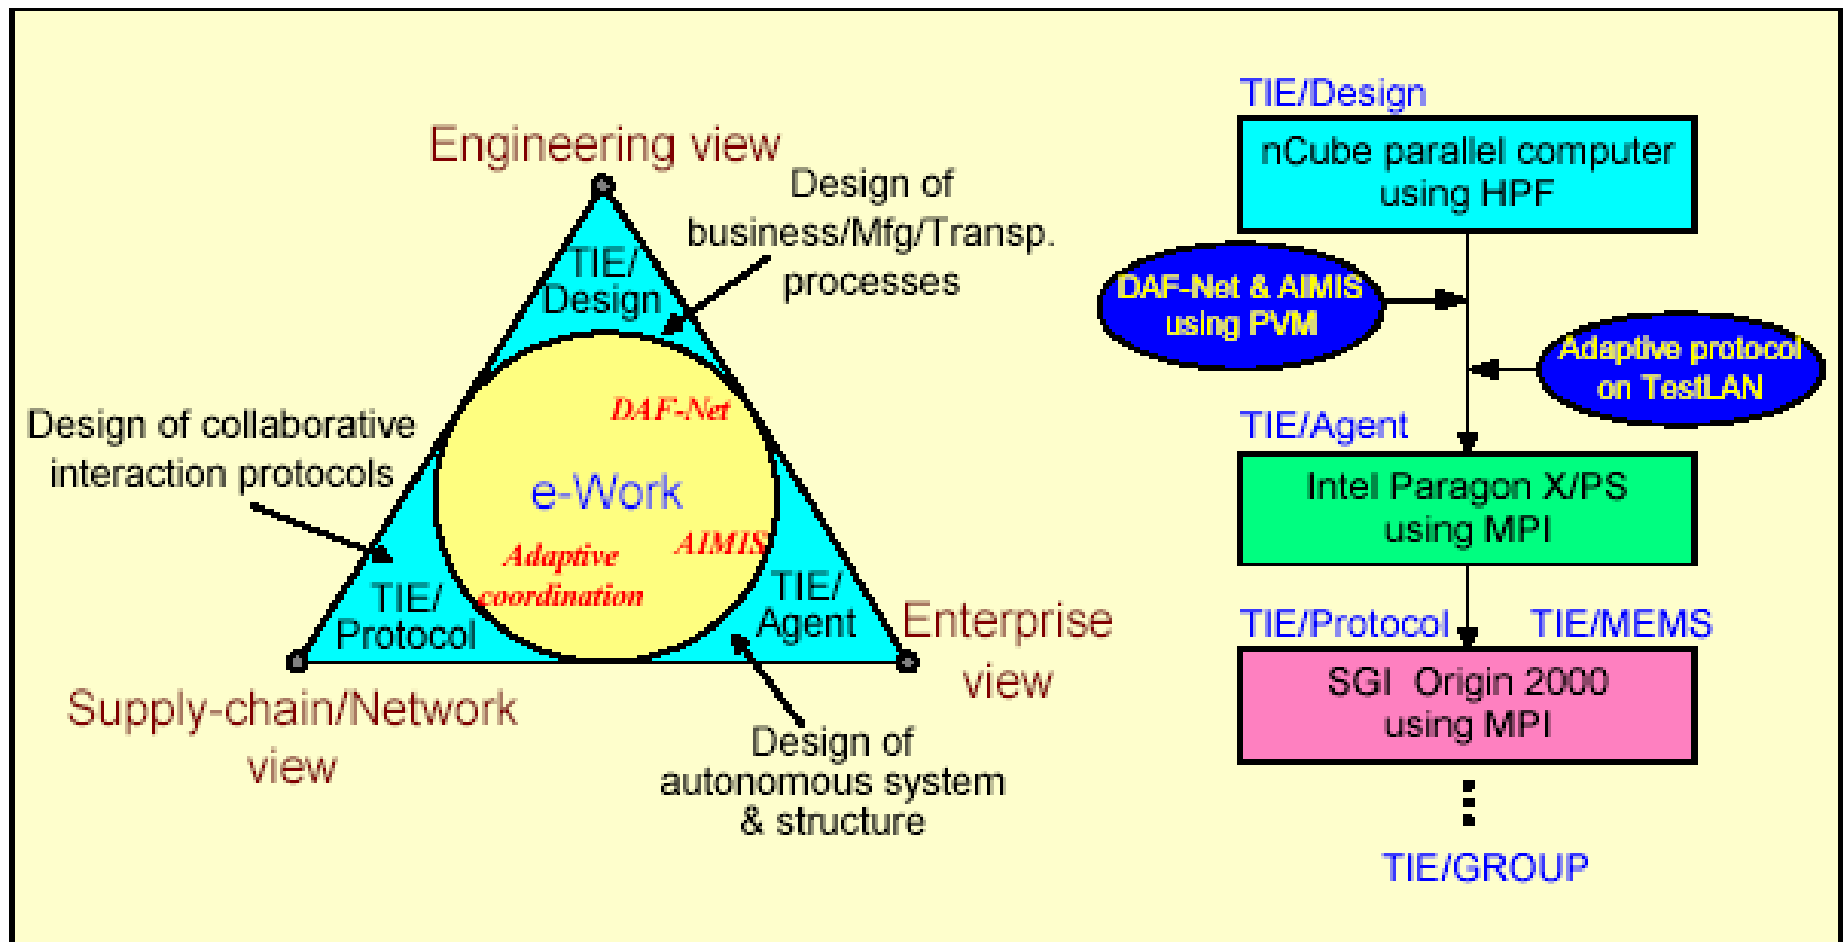 Engineering view
Design of
business/Mfg/Transp.
processes
TIE/
Design
DAF-Net
Design of collaborative
interaction protocols
e-Work
AIMIS
Adaptive
coordination
TIE/
Protocol
TIE/
Agent
Enterprise
view
Supply-chain/Network
view
Design of
autonomous system
& structure
TIE/Design
nCube parallel computer
using HPF
DAF-Net & AIMIS
using PVM
Adaptive protocol
on TestLAN
TIE/Agent
Intel Paragon X/PS
using MPI
TIE/Protocol
TIE/MEMS
SGI Origin 2000
using MPI
TIE/GROUP